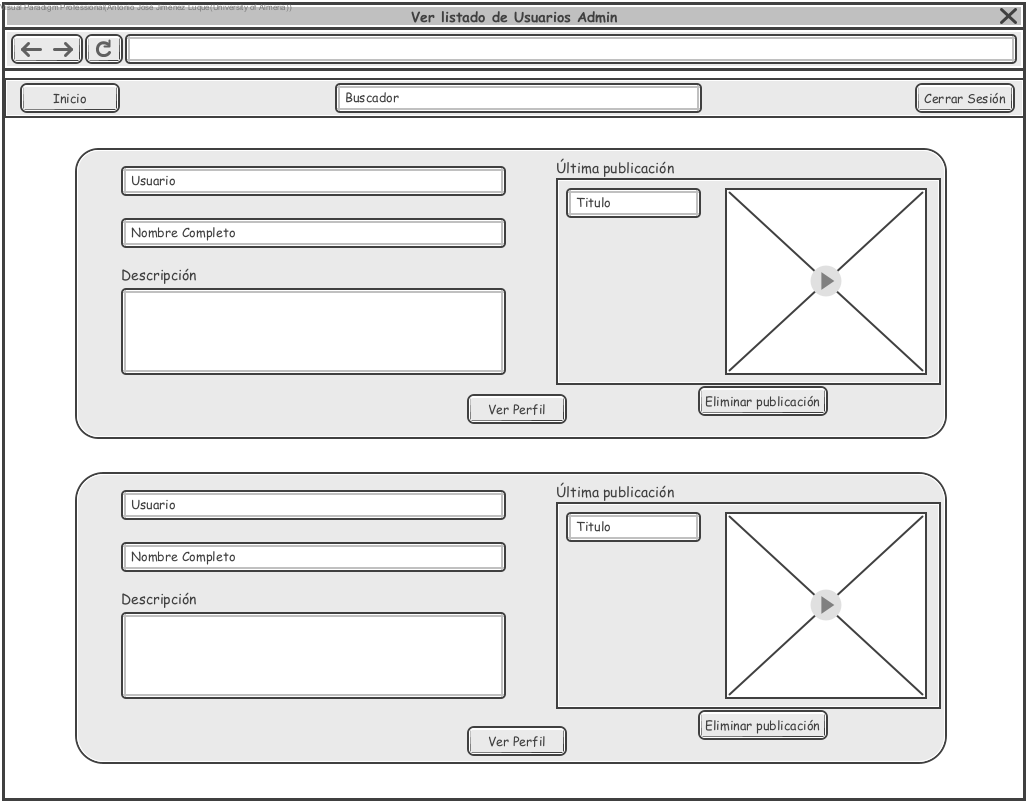 Visual Paradigm Professional(Antonio José Jiménez Luque(University of Almeria))
Ver listado de Usuarios Admin
Inicio
Buscador
Cerrar Sesión
Usuario
Nombre Completo
Descripción
Última publicación
Titulo
Ver Perfil
Eliminar publicación
Usuario
Nombre Completo
Descripción
Última publicación
Titulo
Ver Perfil
Eliminar publicación